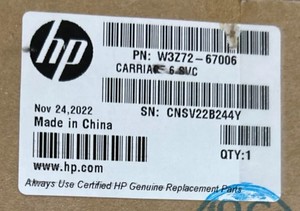 hp
PN: W3Z72-67006
CARRIAGE 6 SVC
Nov 24,2022
SN: CNSV22B244Y
Made in China
www.hp.com
QTY:1
Always Use Certified HP Genuine Replacement Parts